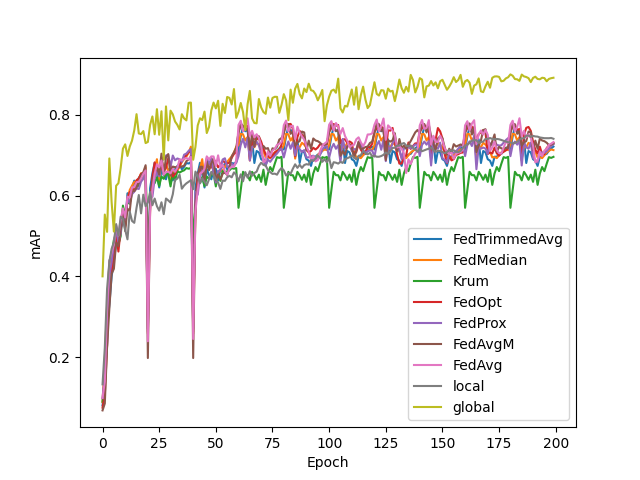 mAP
0.8
0.6
0.4
0.2
0
25
50
75
100
125
150
175
200
Epoch
FedTrimmedAvg
FedMedian
Krum
FedOpt
FedProx
FedAvgM
FedAvg
local
global